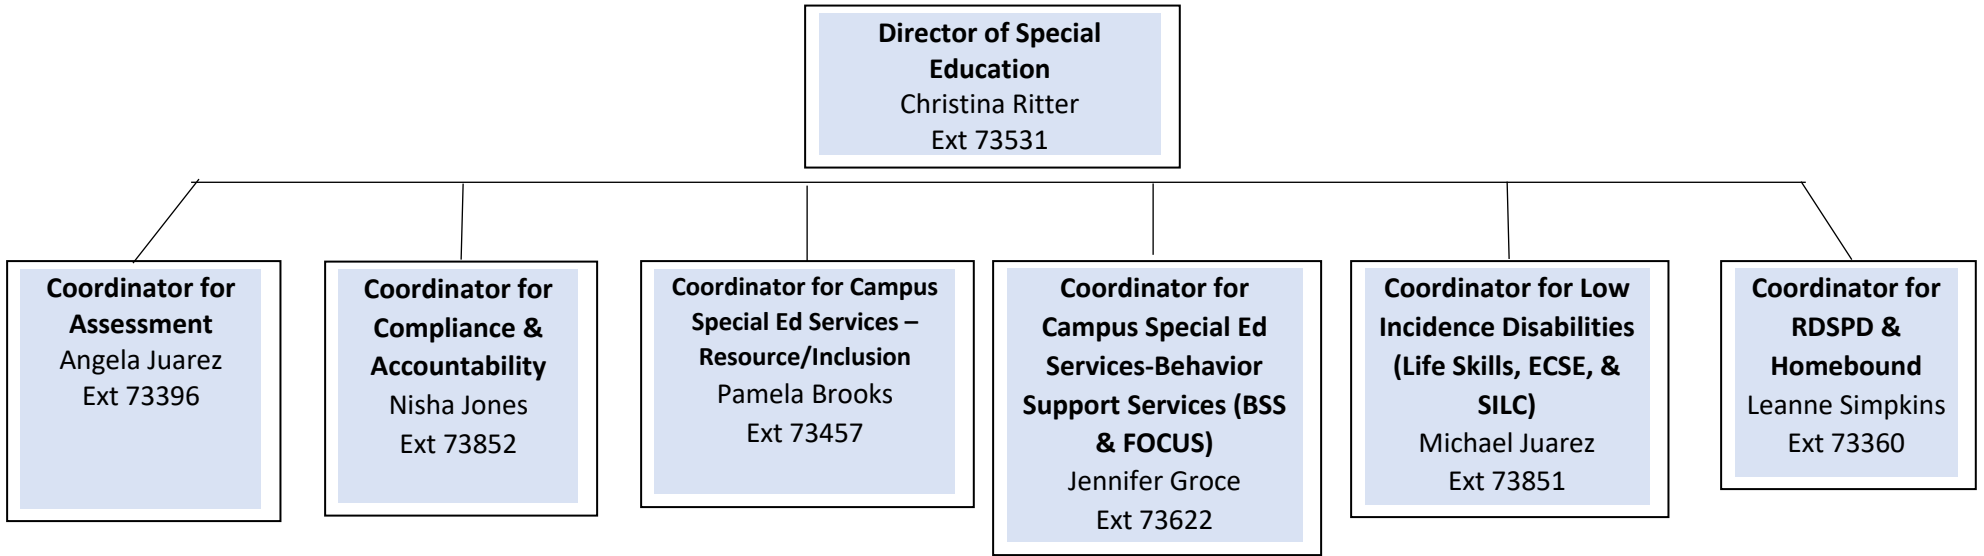 Director of Special
Education
Christina Ritter
Ext 73531
Coordinator for
Assessment
Angela Juarez
Ext 73396
Coordinator for
Compliance &
Accountability
Nisha Jones
Ext 73852
Coordinator for Campus
Special Ed Services –
Resource/Inclusion
Pamela Brooks
Ext 73457
Coordinator for
Campus Special Ed
Services-Behavior
Support Services (BSS
& FOCUS)
Jennifer Groce
Ext 73622
Coordinator for Low
Incidence Disabilities
(Life Skills, ECSE, &
SILC)
Michael Juarez
Ext 73851
Coordinator for
RDSPD &
Homebound
Leanne Simpkins
Ext 73360